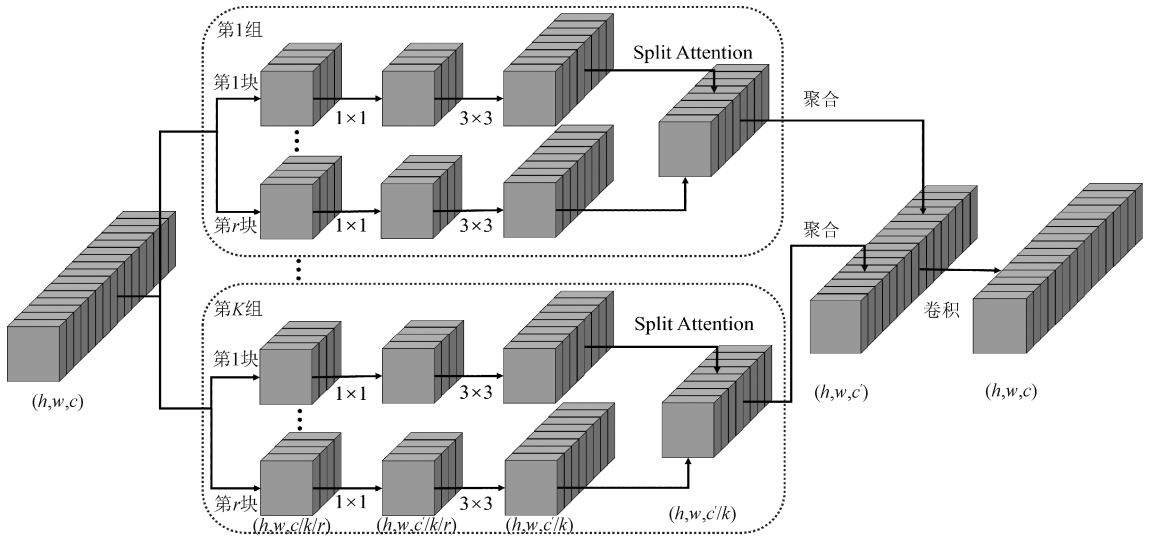 第1组
第1块
1×1
3×3
Split Attention
第r块
1×1
3×3
聚合
聚合
卷积
(h,w,c)
(h,w,c′)
(h,w,c)
第K组
第1块
1×1
3×3
Split Attention
第r块
1×1
3×3
(h,w,c/k/r)
(h,w,c′/k/r)
(h,w,c′/k)
(h,w,c′/k)